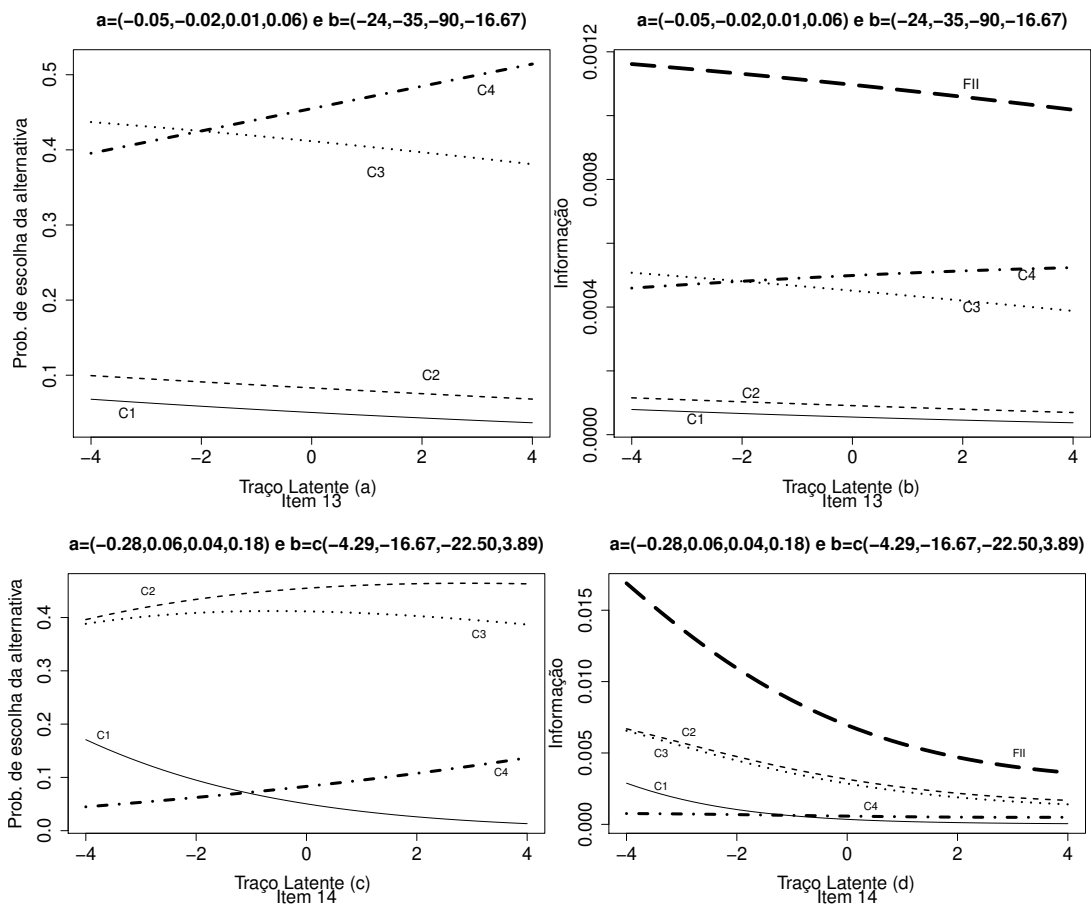 a=(−0.05,−0.02,0.01,0.06) e b=(−24,−35,−90,−16.67)
Prob. de escolha da alternativa
0.1
0.2
0.3
0.4
0.5
C4
C3
C2
C1
−4
−2
0
2
4
Traço Latente (a)
Item 13
a=(−0.05,−0.02,0.01,0.06) e b=(−24,−35,−90,−16.67)
Informação
0.0000
0.0004
0.0008
0.0012
FII
C4
C3
C2
C1
−4
−2
0
2
4
Traço Latente (b)
Item 13
a=(−0.28,0.06,0.04,0.18) e b=c(−4.29,−16.67,−22.50,3.89)
Prob. de escolha da alternativa
0.0
0.1
0.2
0.3
0.4
C2
C3
C1
C4
−4
−2
0
2
4
Traço Latente (c)
Item 14
a=(−0.28,0.06,0.04,0.18) e b=c(−4.29,−16.67,−22.50,3.89)
Informação
0.000
0.005
0.010
0.015
C2
C3
FII
C1
C4
−4
−2
0
2
4
Traço Latente (d)
Item 14